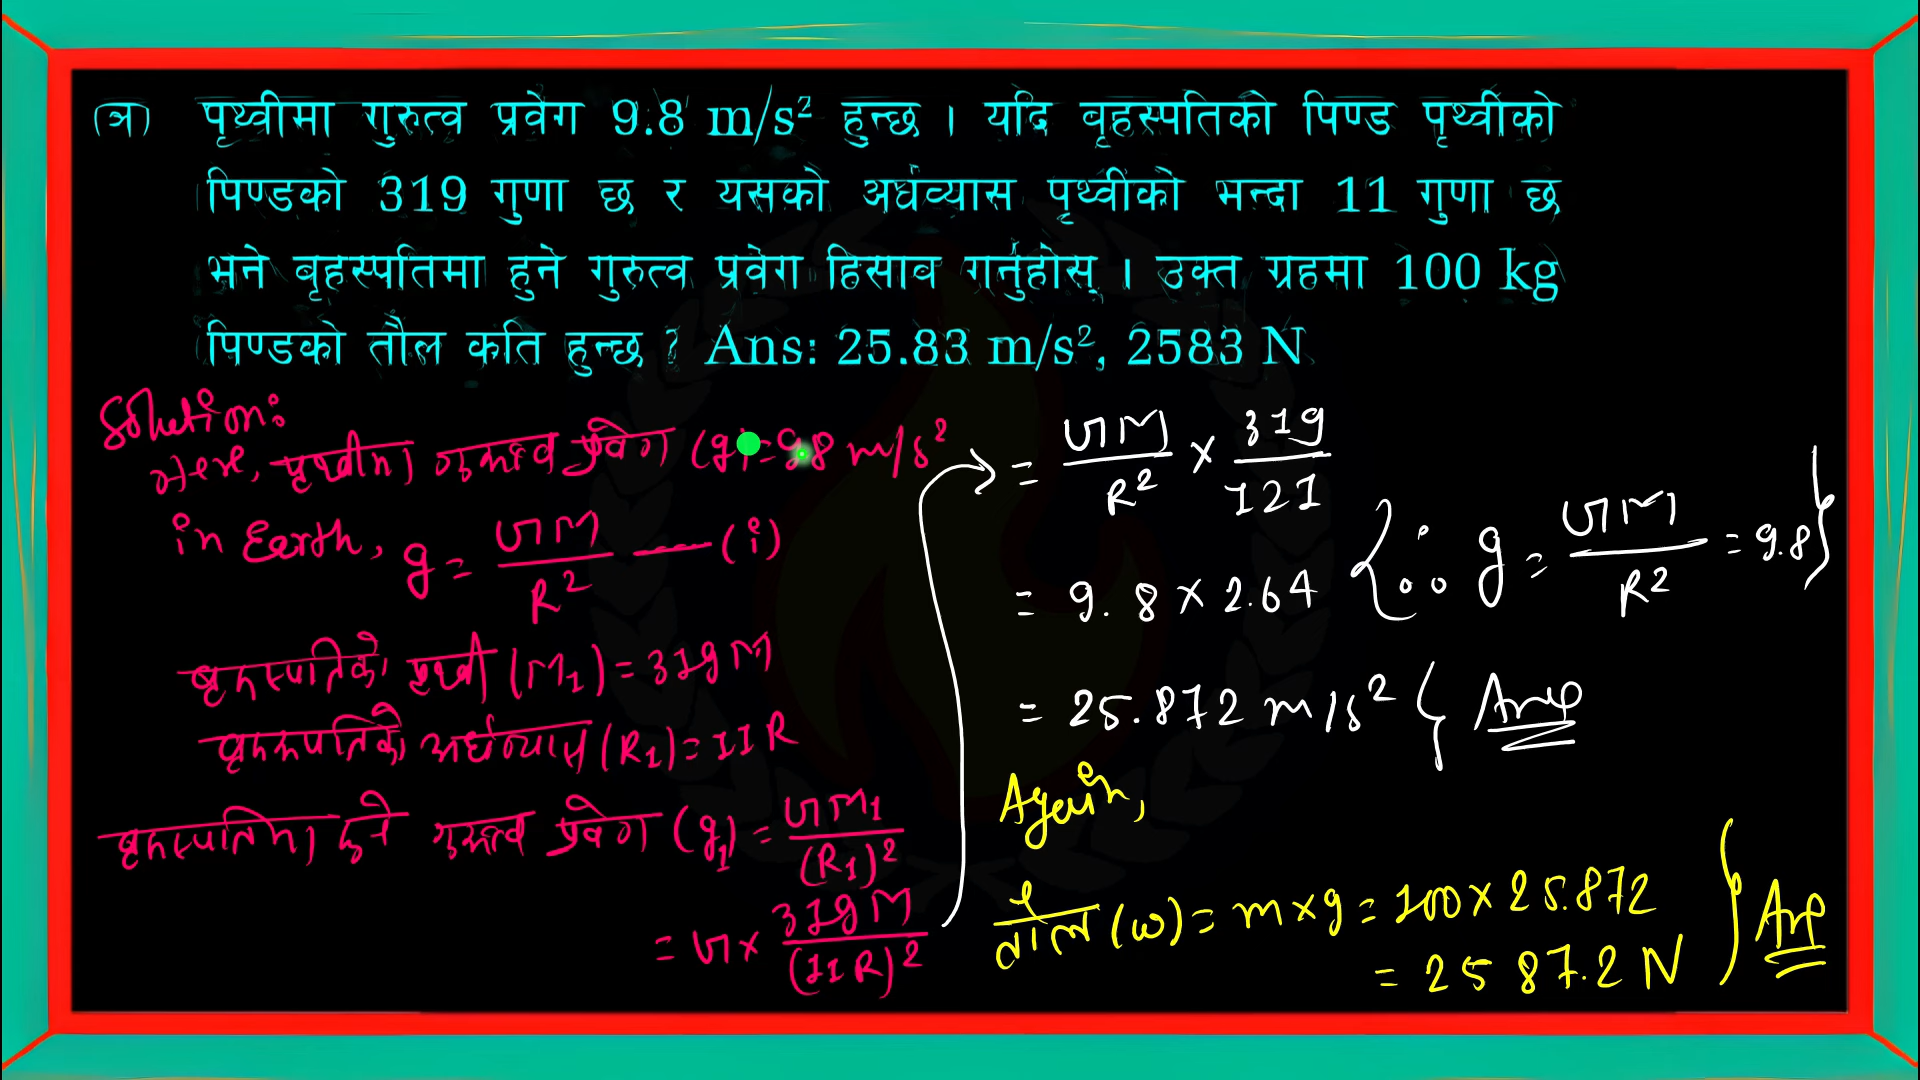 (ञ) पृथ्वीमा गुरुत्व प्रवेग 9.8 m/s² हुन्छ । यदि बृहस्पतिको पिण्ड पृथ्वीको
पिण्डको 319 गुणा छ र यसको अर्धव्यास पृथ्वीको भन्दा 11 गुणा छ
भने बृहस्पतिमा हुने गुरुत्व प्रवेग हिसाब गर्नुहोस् । उक्त ग्रहमा 100 kg
पिण्डको तौल कति हुन्छ ? Ans: 25.83 m/s², 2583 N
Solution:
Here, पृथ्वीमा गुरुत्व प्रवेग (g) = 9.8 m/s²
in Earth, g = GM / R² —— (i)
बृहस्पतिको पृथ्वी (M₁) = 319 M
बृहस्पतिको अर्धव्यास (R₁) = 11 R
बृहस्पतिमा हुने गुरुत्व प्रवेग (g₁) = GM₁ / (R₁)²
= G × 319 M / (11 R)²
= GM / R² × 319 / 121
= 9.8 × 2.64 {∵ g = GM / R² = 9.8}
= 25.872 m/s² } Ans
Again,
तौल (w) = m × g = 100 × 25.872
= 2587.2 N } Ans